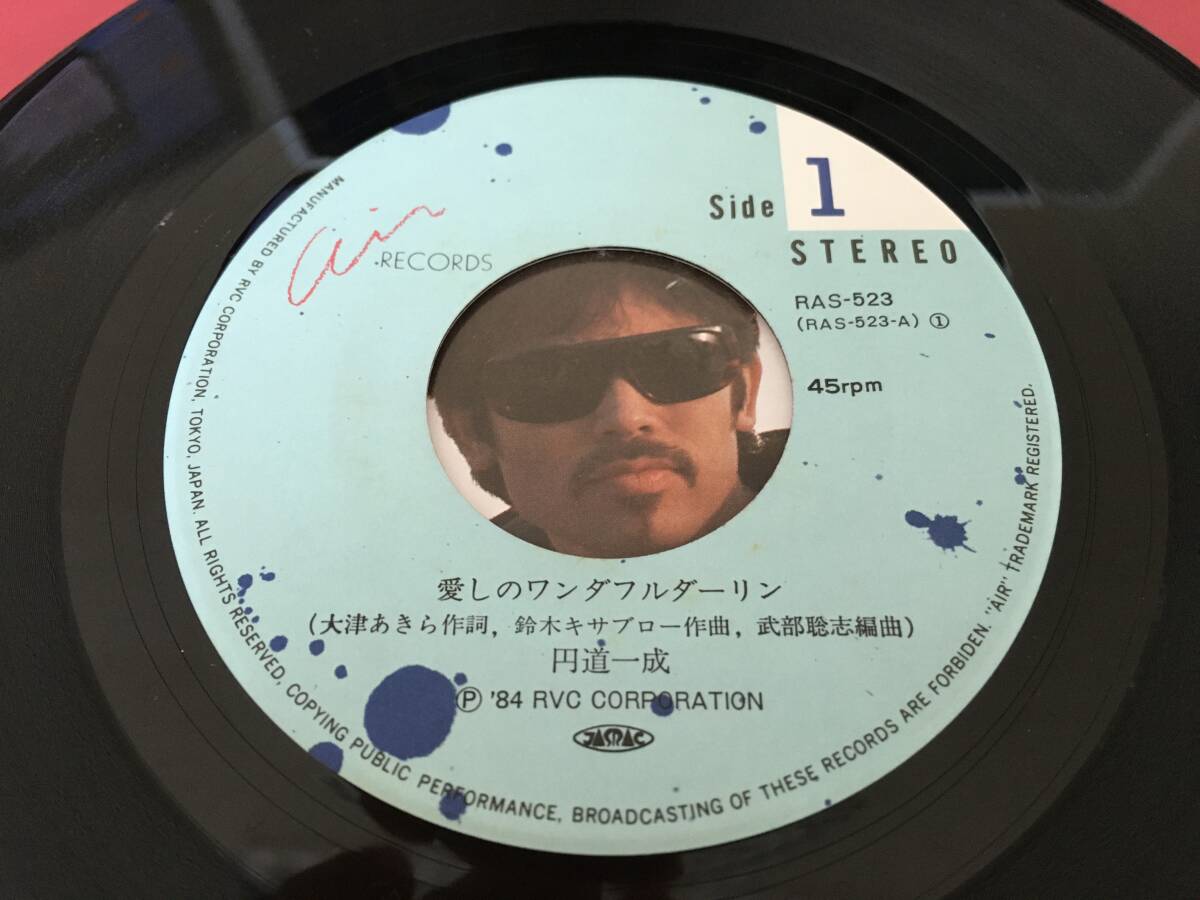 air
RECORDS
Side 1
STEREO
RAS-523
(RAS-523-A) ①
45rpm
愛しのワンダフルダーリン
(大津あきら作詞, 鈴木キサブロー作曲, 武部聡志編曲)
円道一成
Ⓟ '84 RVC CORPORATION
JASRAC
MANUFACTURED BY RVC CORPORATION, TOKYO, JAPAN. ALL RIGHTS RESERVED, COPYING PUBLIC PERFORMANCE, BROADCASTING OF THESE RECORDS ARE FORBIDEN. "AIR" TRADEMARK REGISTERED.